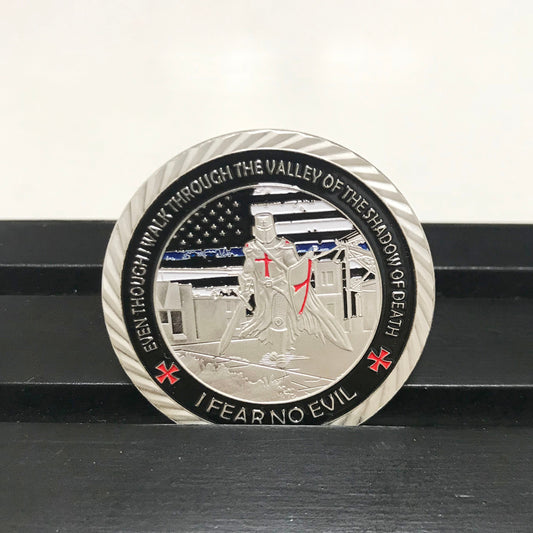 EVEN THOUGH I WALK THROUGH THE VALLEY OF THE SHADOW OF DEATH
I FEAR NO EVIL